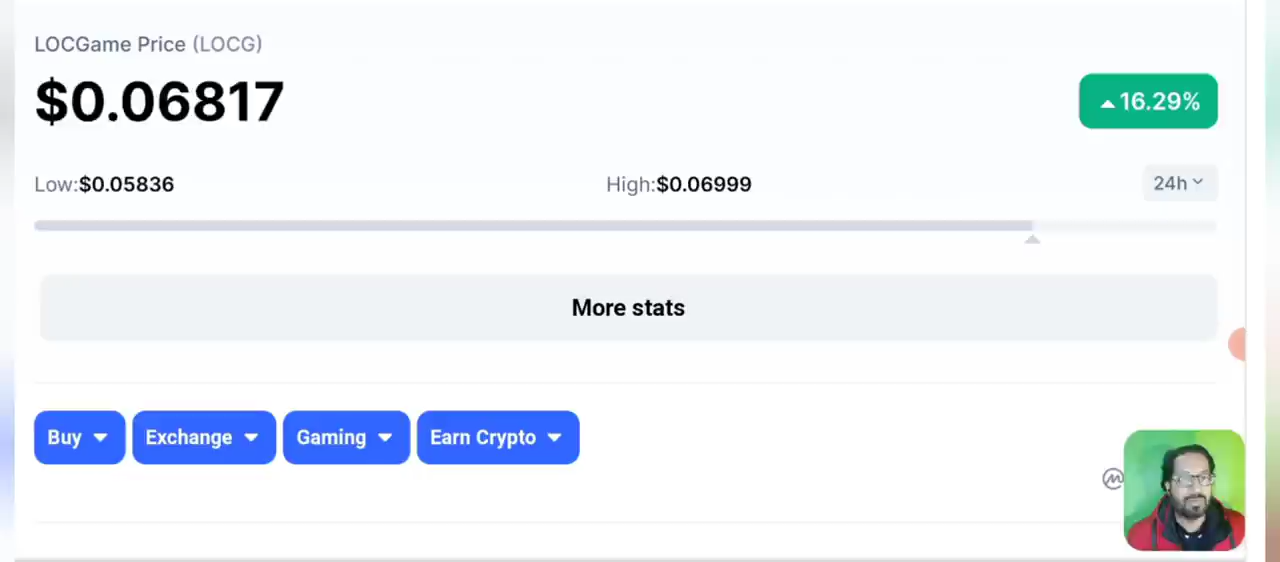 LOCGame Price (LOCG)
$0.06817
16.29%
Low:$0.05836
High:$0.06999
24h
More stats
Buy
Exchange
Gaming
Earn Crypto